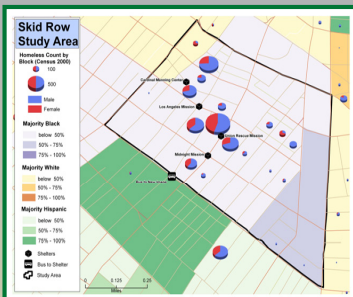 Skid Row
Study Area
Homeless Count by
Block (Census 2000)
100
500
Male
Female
Majority Black
below 50%
50% - 75%
75% - 100%
Majority White
below 50%
50% - 75%
75% - 100%
Majority Hispanic
below 50%
50% - 75%
75% - 100%
Shelters
Bus to Shelter
Study Area
Los Angeles Mission
Union Rescue Mission
Midnight Mission
0
0.125
0.25
Miles